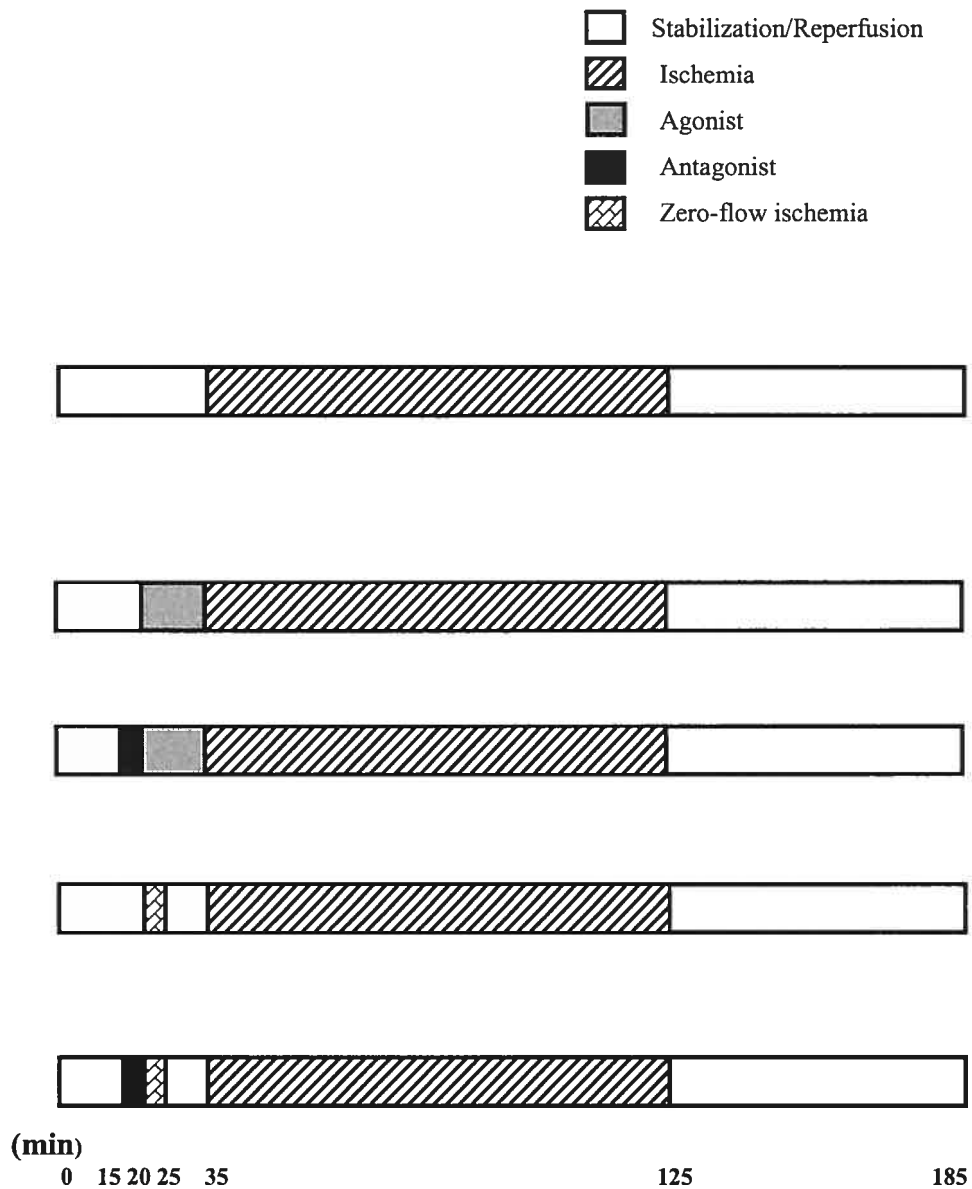 Stabilization/Reperfusion
Ischemia
Agonist
Antagonist
Zero-flow ischemia
(min)
0 15 20 25 35 125 185